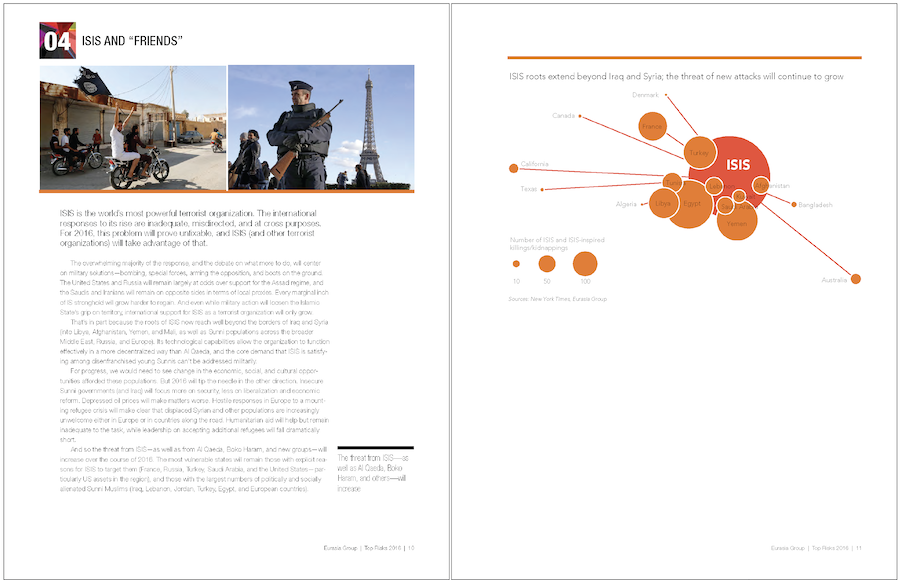 04 ISIS AND “FRIENDS”
ISIS is the world's most powerful terrorist organization. The international
responses to its rise are inadequate, misdirected, and at cross purposes.
For 2016, this problem will prove unfixable, and ISIS (and other terrorist
organizations) will take advantage of that.
The overwhelming majority of the response, and the debate on what more to do, will center
on military solutions—bombing, special forces, arming the opposition, and boots on the ground.
The United States and Russia will remain largely at odds over support for the Assad regime, and
the Saudis and Iranians will remain on opposite sides in terms of local proxies. Every marginal inch
of IS stronghold will grow harder to regain. And even while military action will loosen the Islamic
State's grip on territory, international support for ISIS as a terrorist organization will only grow.
That's in part because the roots of ISIS now reach well beyond the borders of Iraq and Syria
(into Libya, Afghanistan, Yemen, and Mali, as well as Sunni populations across the broader
Middle East, Russia, and Europe). Its technological capabilities allow the organization to function
effectively in a more decentralized way than Al Qaeda, and the core demand that ISIS is satisfy-
ing among disenfranchised young Sunnis can't be addressed militarily.
For progress, we would need to see change in the economic, social, and cultural oppor-
tunities afforded these populations. But 2016 will tip the needle in the other direction. Insecure
Sunni governments (and Iraq) will focus more on security, less on liberalization and economic
reform. Depressed oil prices will make matters worse. Hostile responses in Europe to a mount-
ing refugee crisis will make clear that displaced Syrian and other populations are increasingly
unwelcome either in Europe or in countries along the road. Humanitarian aid will help but remain
inadequate to the task, while leadership on accepting additional refugees will fall dramatically
short.
And so the threat from ISIS—as well as from Al Qaeda, Boko Haram, and new groups—will
increase over the course of 2016. The most vulnerable states will remain those with explicit rea-
sons for ISIS to target them (France, Russia, Turkey, Saudi Arabia, and the United States—par-
ticularly US assets in the region), and those with the largest numbers of politically and socially
alienated Sunni Muslims (Iraq, Lebanon, Jordan, Turkey, Egypt, and European countries).
The threat from ISIS—as
well as Al Qaeda, Boko
Haram, and others—will
increase
Eurasia Group | Top Risks 2016 | 10
ISIS roots extend beyond Iraq and Syria; the threat of new attacks will continue to grow
Denmark
Canada
France
Turkey
ISIS
California
Texas
Tunisia
Lebanon
Afghanistan
Algeria
Libya
Egypt
Bangladesh
Yemen
Australia
Number of ISIS and ISIS-inspired
killings/kidnappings
10 50 100
Sources: New York Times, Eurasia Group
Eurasia Group | Top Risks 2016 | 11